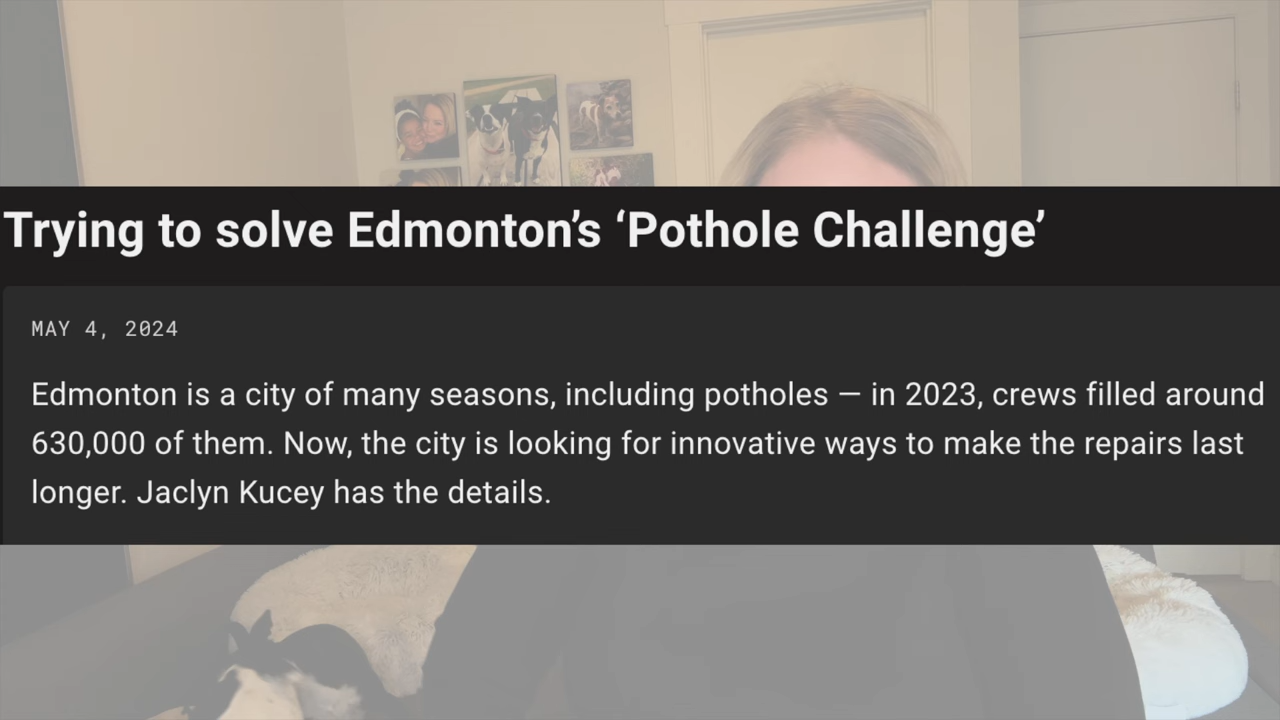 Trying to solve Edmonton’s ‘Pothole Challenge’
MAY 4, 2024
Edmonton is a city of many seasons, including potholes — in 2023, crews filled around
630,000 of them. Now, the city is looking for innovative ways to make the repairs last
longer. Jaclyn Kucey has the details.